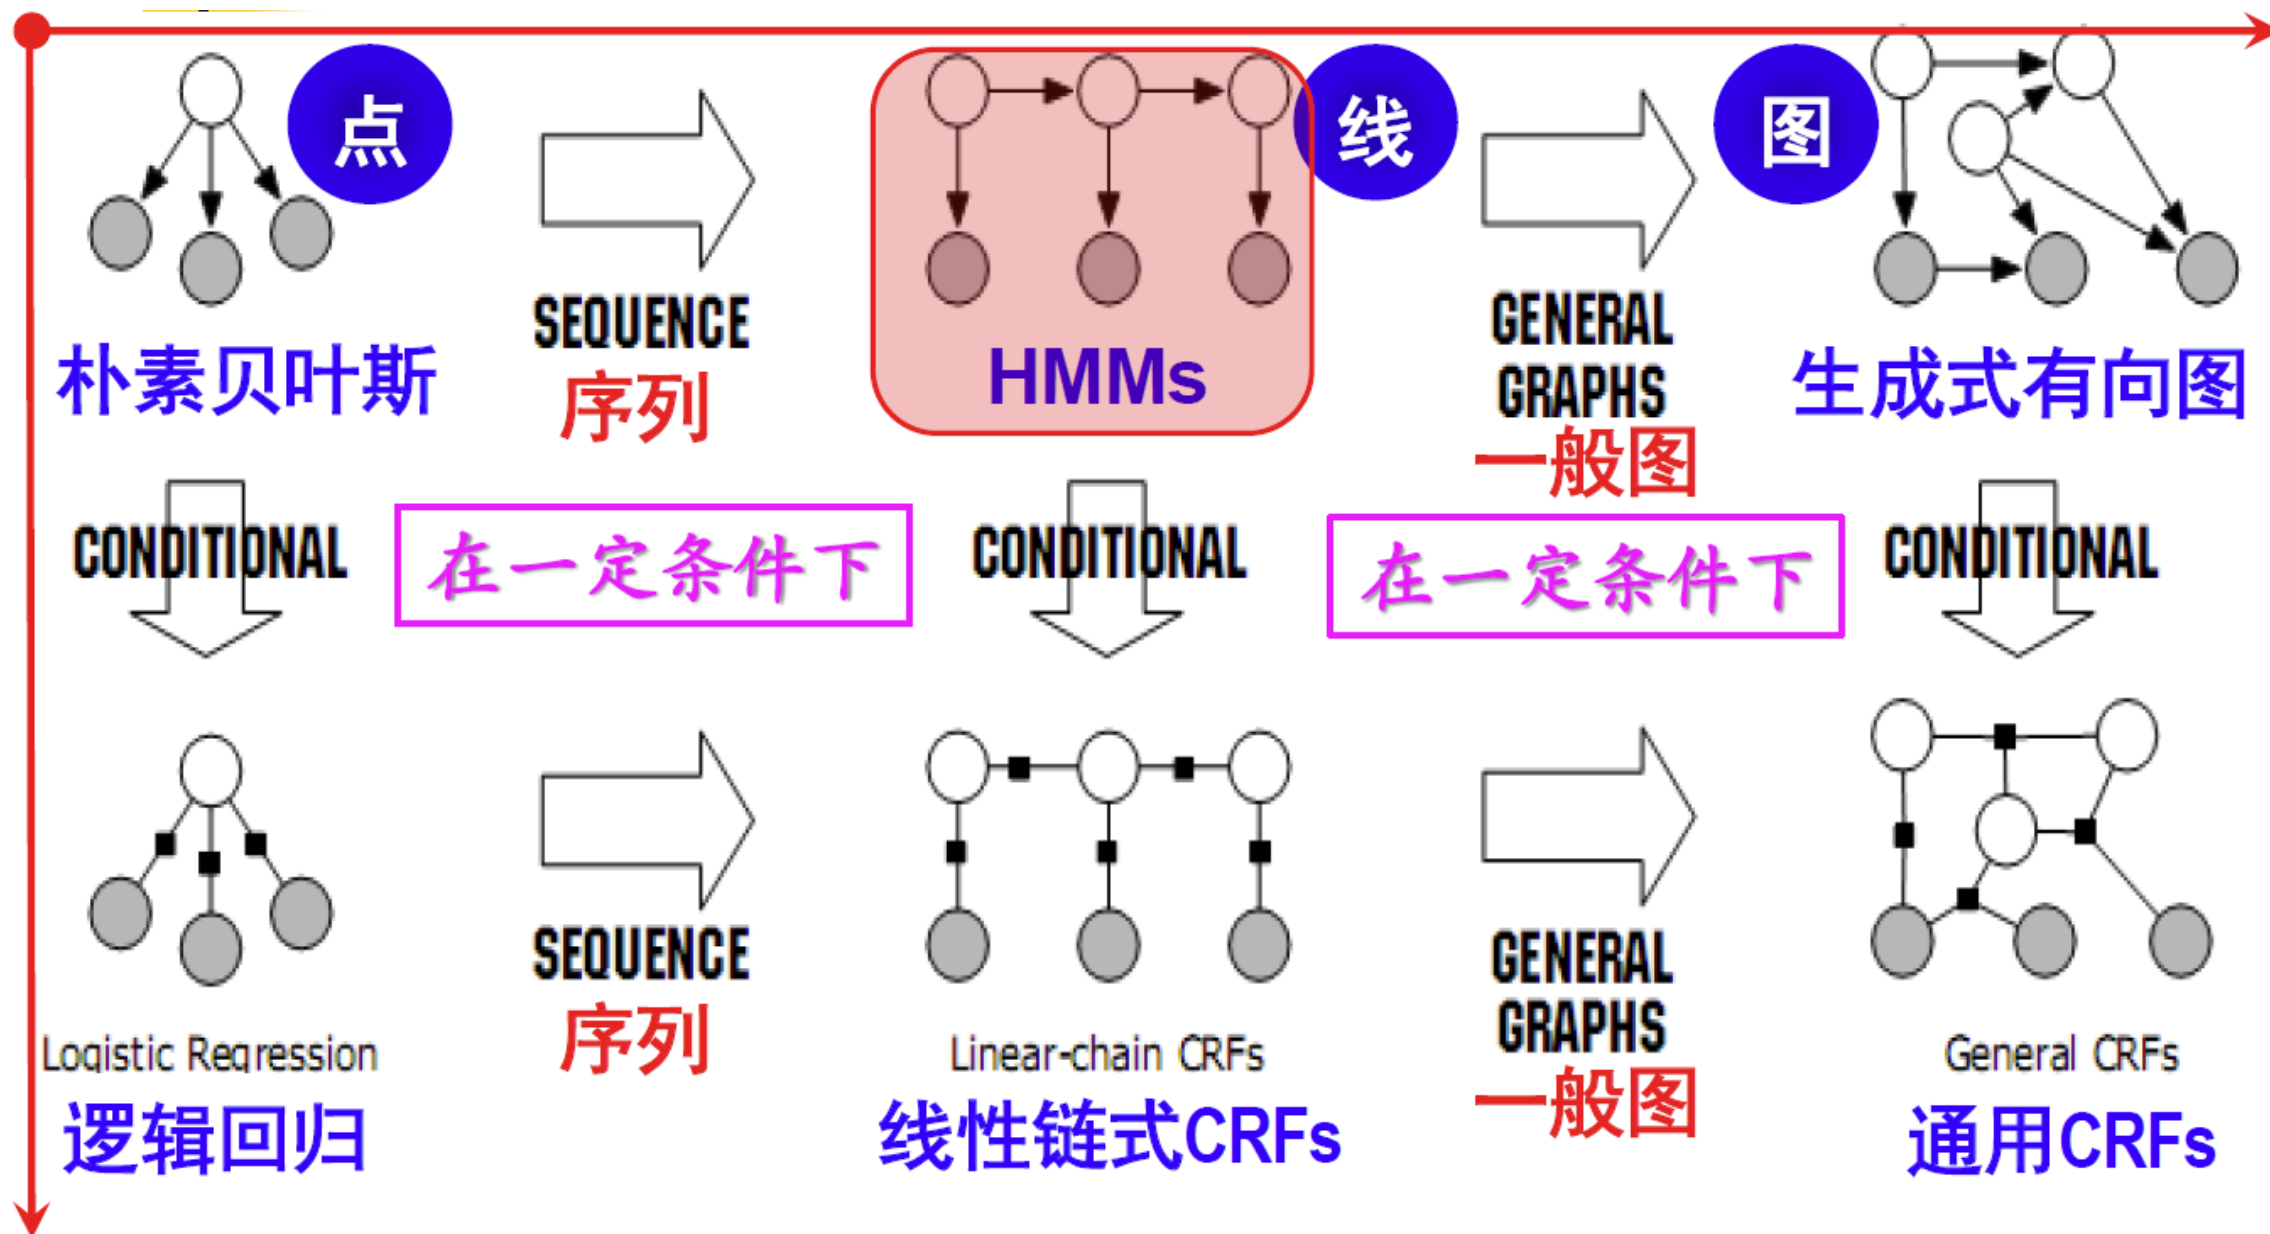 点
线
图
SEQUENCE
序列
GENERAL
GRAPHS
一般图
朴素贝叶斯
HMMs
生成式有向图
CONDITIONAL
在一定条件下
CONDITIONAL
在一定条件下
CONDITIONAL
SEQUENCE
序列
GENERAL
GRAPHS
一般图
Logistic Regression
逻辑回归
Linear-chain CRFs
线性链式CRFs
General CRFs
通用CRFs